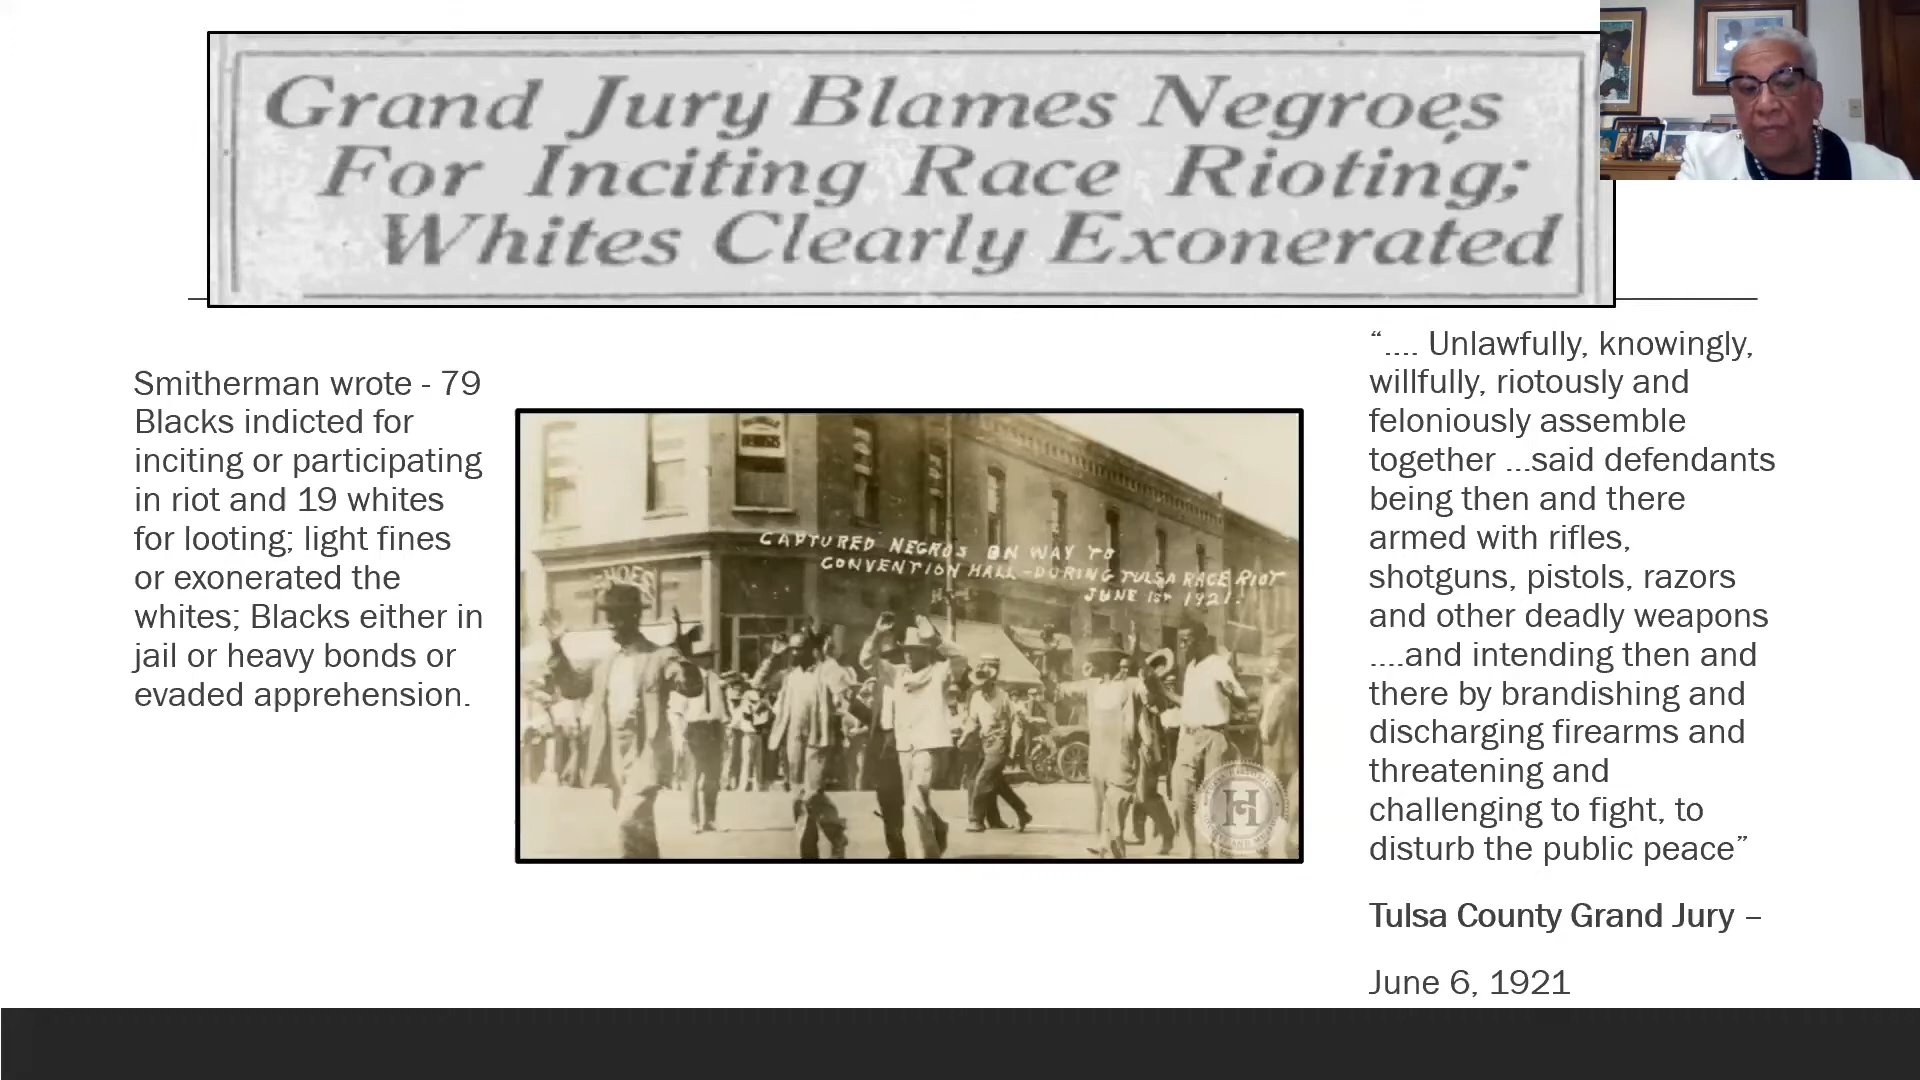 Grand Jury Blames Negroes
For Inciting Race Rioting;
Whites Clearly Exonerated
Smitherman wrote - 79
Blacks indicted for
inciting or participating
in riot and 19 whites
for looting; light fines
or exonerated the
whites; Blacks either in
jail or heavy bonds or
evaded apprehension.
SHOES
CAPTURED NEGROS ON WAY TO
CONVENTION HALL - DURING TULSA RACE RIOT
JUNE 1st 1921.
H
“.... Unlawfully, knowingly,
willfully, riotously and
feloniously assemble
together ...said defendants
being then and there
armed with rifles,
shotguns, pistols, razors
and other deadly weapons
....and intending then and
there by brandishing and
discharging firearms and
threatening and
challenging to fight, to
disturb the public peace”
Tulsa County Grand Jury –
June 6, 1921